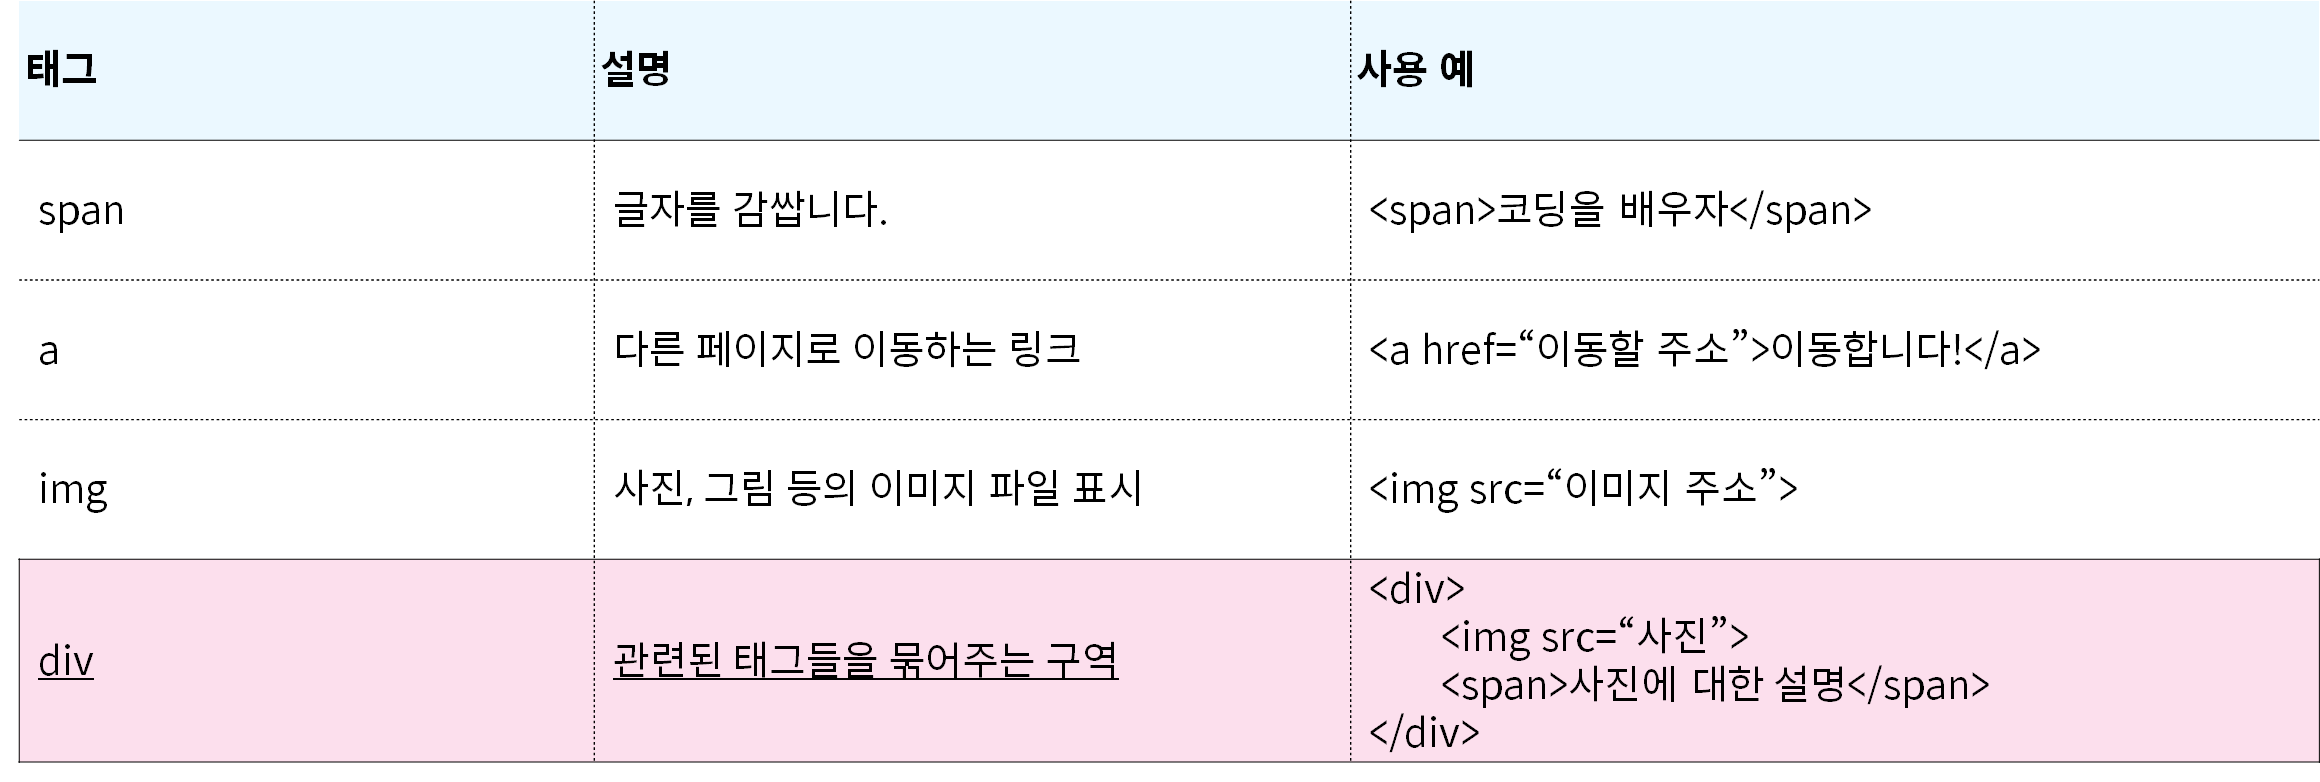 태그 설명 사용 예
span 글자를 감쌉니다. <span>코딩을 배우자</span>
a 다른 페이지로 이동하는 링크 <a href=“이동할 주소”>이동합니다!</a>
img 사진, 그림 등의 이미지 파일 표시 <img src=“이미지 주소”>
div 관련된 태그들을 묶어주는 구역
<div>
<img src=“사진”>
<span>사진에 대한 설명</span>
</div>